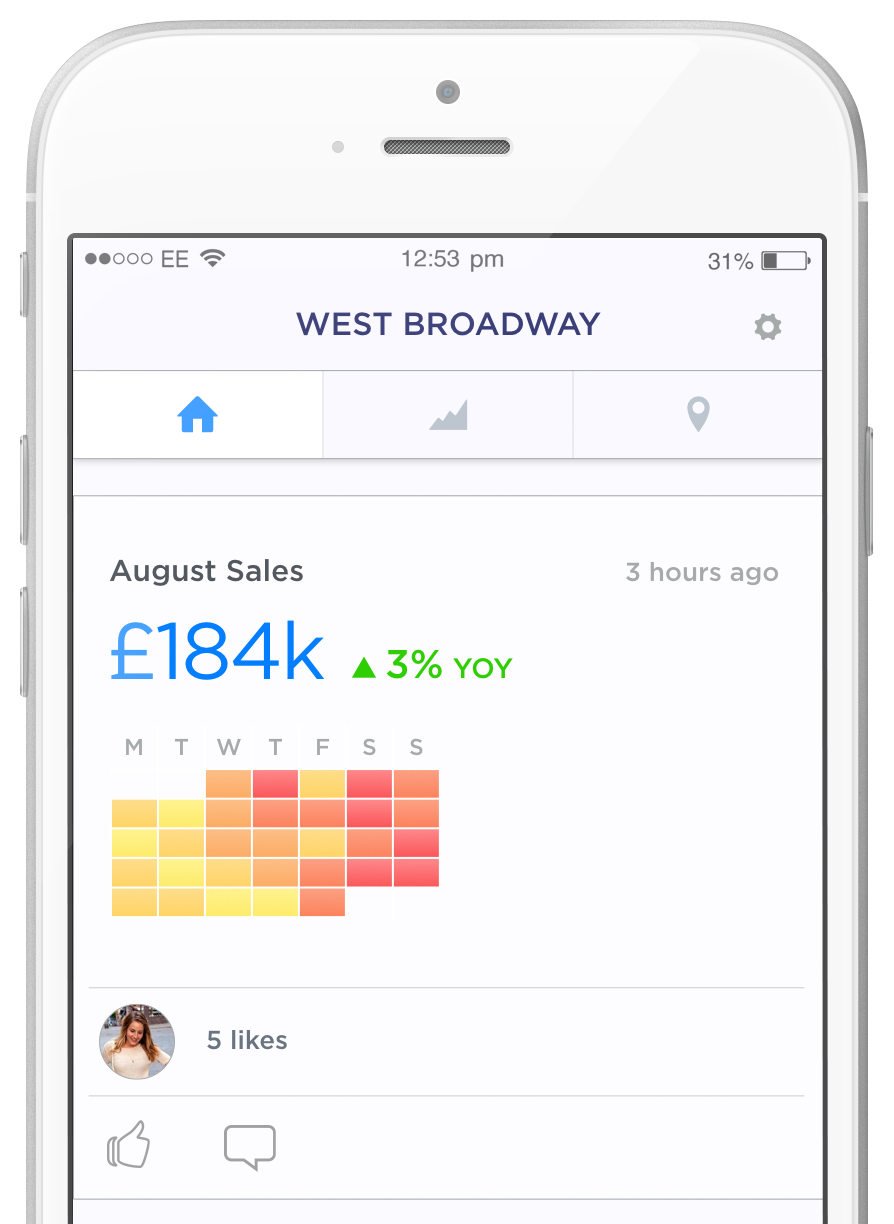 EE 12:53 pm 31%
WEST BROADWAY
August Sales 3 hours ago
£184k ▲ 3% YOY
M T W T F S S
5 likes